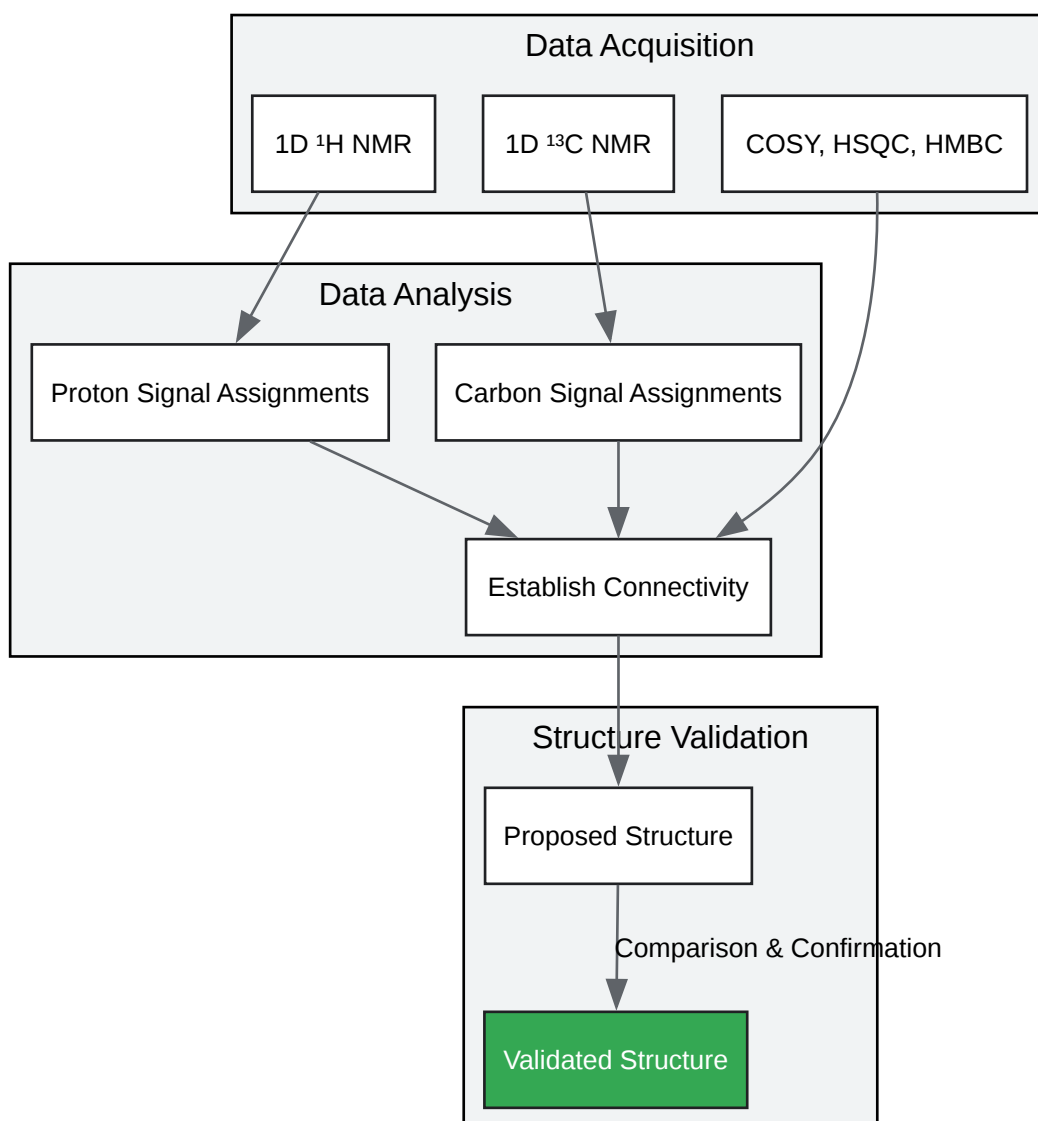 Data Acquisition
1D ¹H NMR
1D ¹³C NMR
COSY, HSQC, HMBC
Data Analysis
Proton Signal Assignments
Carbon Signal Assignments
Establish Connectivity
Structure Validation
Proposed Structure
Comparison & Confirmation
Validated Structure